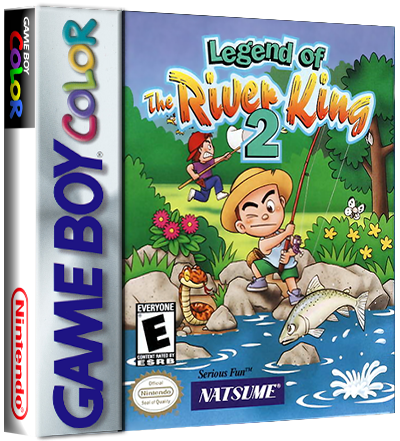 GAME BOY
COLOR
Nintendo®
GAME BOY COLOR
Legend of
The River King
2
EVERYONE
E
CONTENT RATED BY
ESRB
Official
Nintendo
Seal of Quality
Serious Fun™
NATSUME®